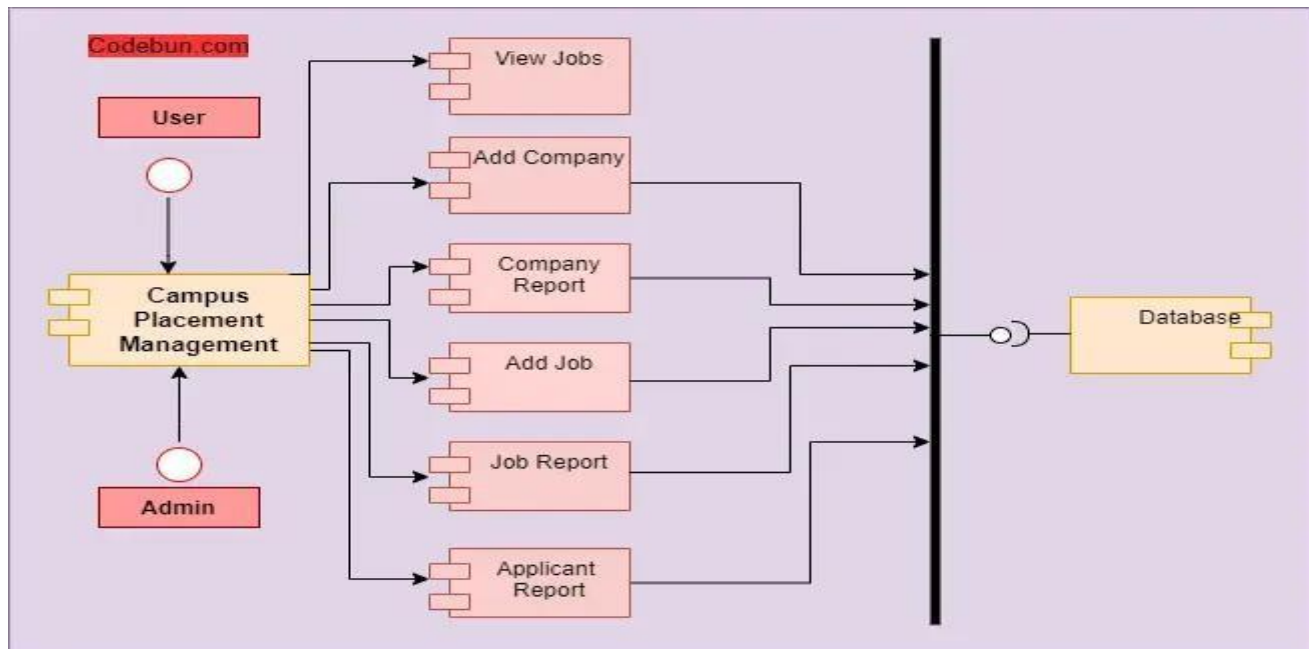 Codebun.com
User
Campus
Placement
Management
Admin
View Jobs
Add Company
Company
Report
Add Job
Job Report
Applicant
Report
Database